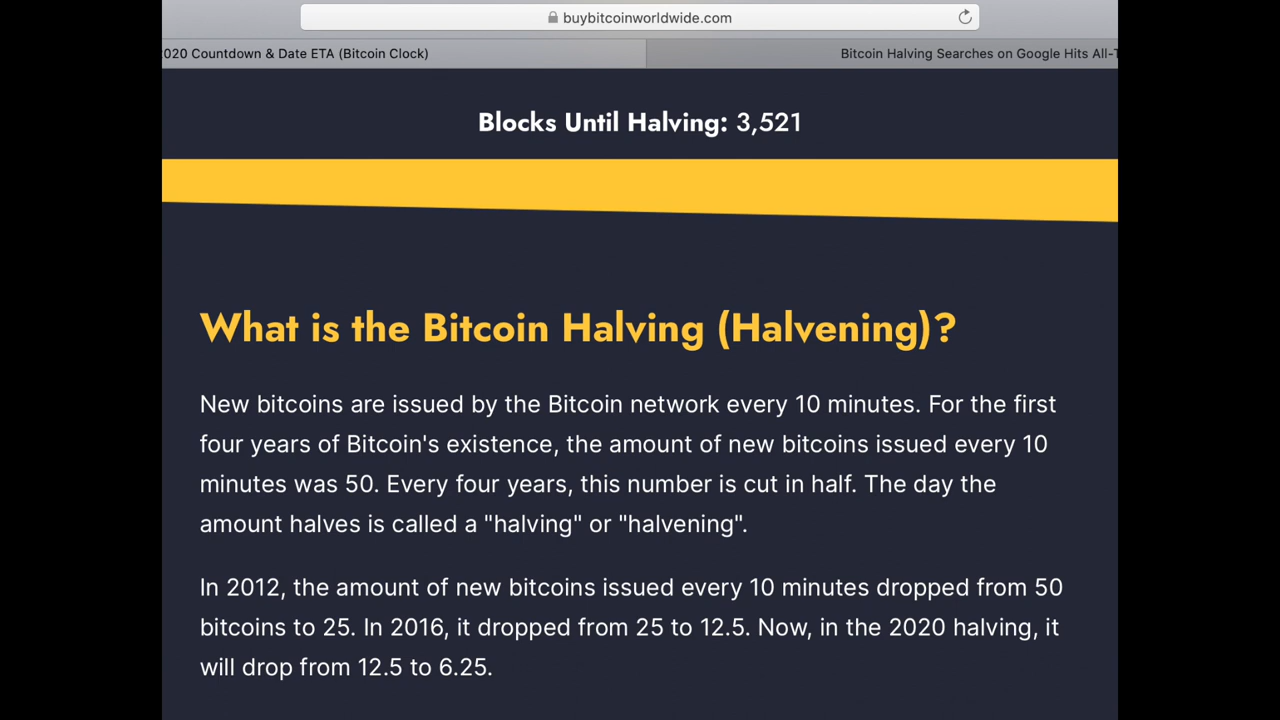 buybitcoinworldwide.com
2020 Countdown & Date ETA (Bitcoin Clock)
Bitcoin Halving Searches on Google Hits All-T
Blocks Until Halving: 3,521
What is the Bitcoin Halving (Halvening)?
New bitcoins are issued by the Bitcoin network every 10 minutes. For the first
four years of Bitcoin's existence, the amount of new bitcoins issued every 10
minutes was 50. Every four years, this number is cut in half. The day the
amount halves is called a "halving" or "halvening".
In 2012, the amount of new bitcoins issued every 10 minutes dropped from 50
bitcoins to 25. In 2016, it dropped from 25 to 12.5. Now, in the 2020 halving, it
will drop from 12.5 to 6.25.